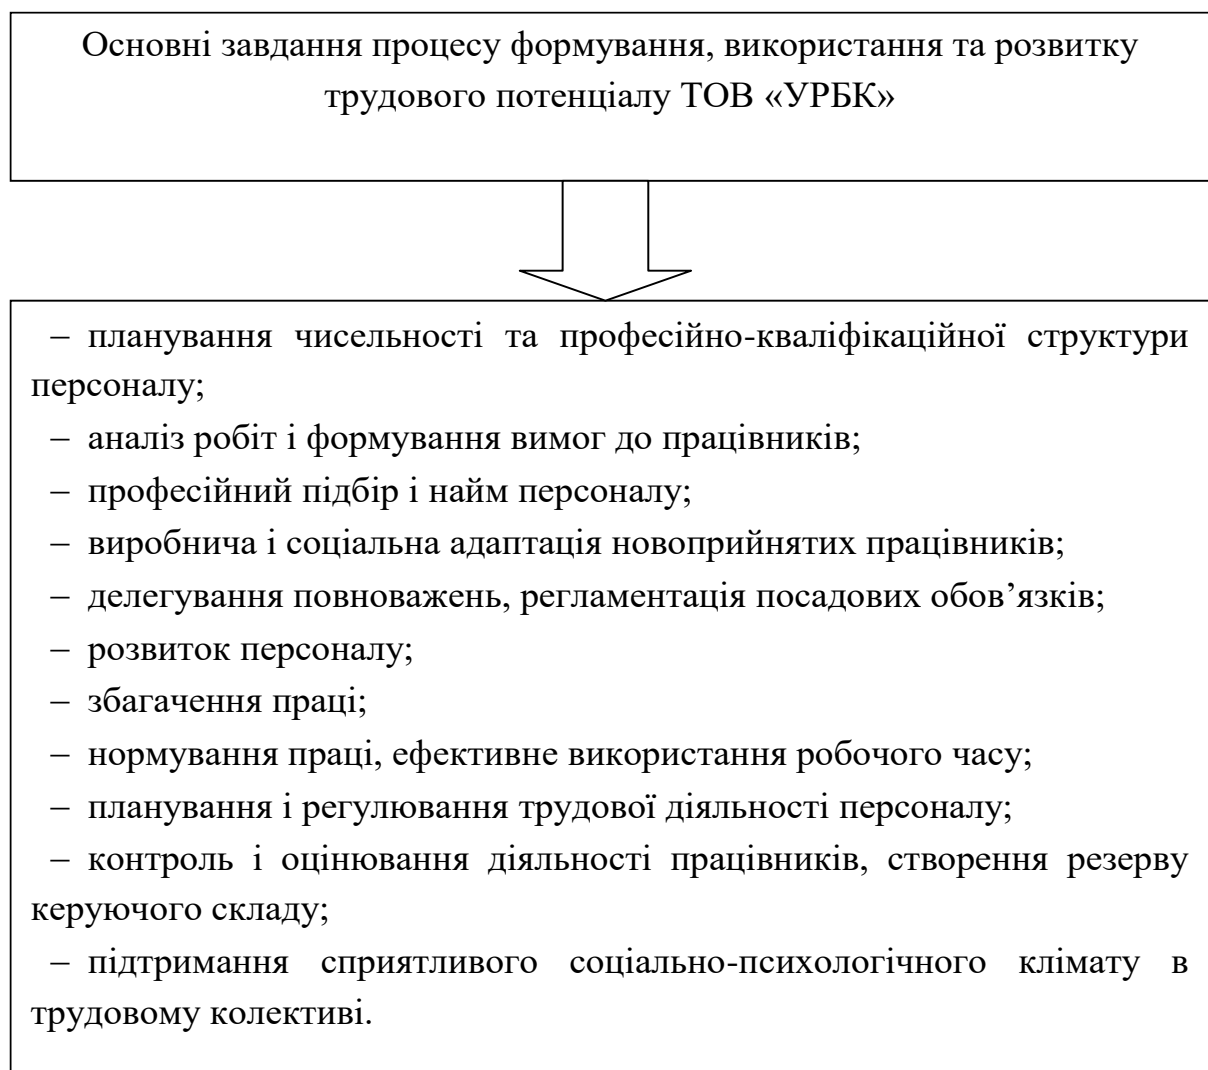 Основні завдання процесу формування, використання та розвитку
трудового потенціалу ТОВ «УРБК»
– планування чисельності та професійно-кваліфікаційної структури
персоналу;
– аналіз робіт і формування вимог до працівників;
– професійний підбір і найм персоналу;
– виробнича і соціальна адаптація новоприйнятих працівників;
– делегування повноважень, регламентація посадових обов’язків;
– розвиток персоналу;
– збагачення праці;
– нормування праці, ефективне використання робочого часу;
– планування і регулювання трудової діяльності персоналу;
– контроль і оцінювання діяльності працівників, створення резерву
керуючого складу;
– підтримання сприятливого соціально-психологічного клімату в
трудовому колективі.